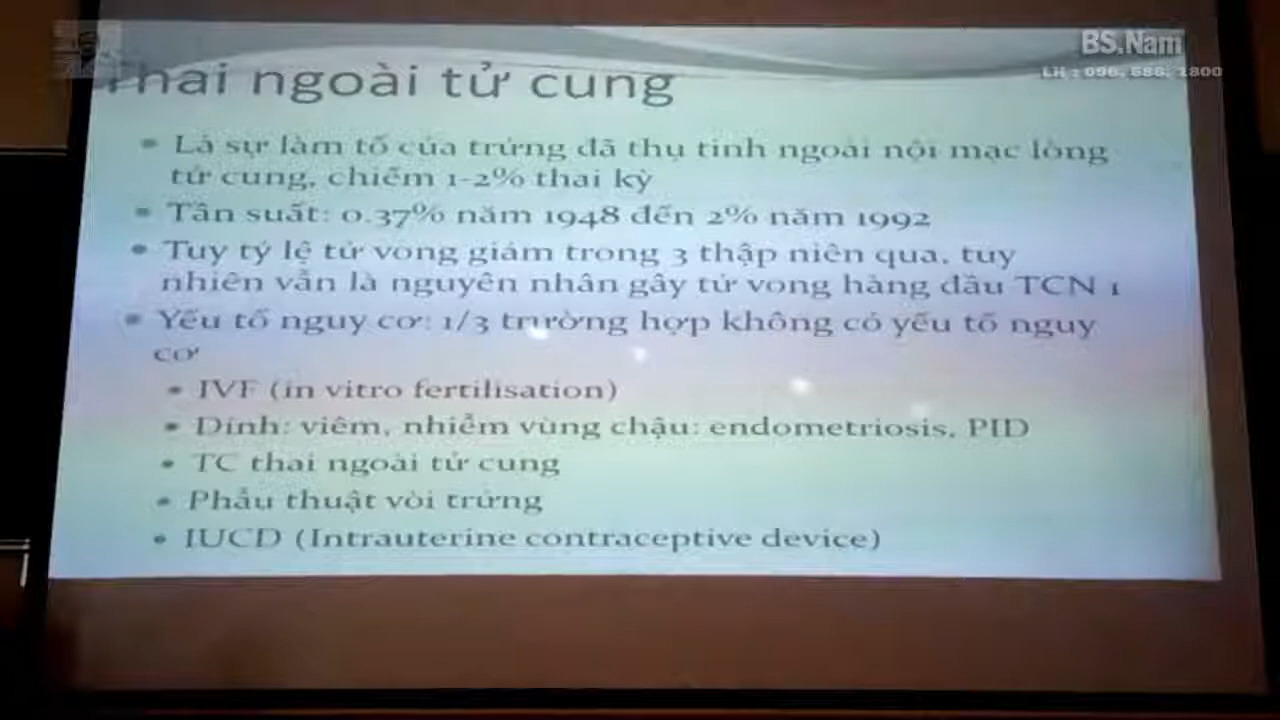 BS.Nam
LH : 096. 586. 1800
Thai ngoài tử cung
Là sự làm tổ của trứng đã thụ tinh ngoài nội mạc lòng
tử cung, chiếm 1-2% thai kỳ
Tần suất: 0.37% năm 1948 đến 2% năm 1992
Tuy tỷ lệ tử vong giảm trong 3 thập niên qua, tuy
nhiên vẫn là nguyên nhân gây tử vong hàng đầu TCN 1
Yếu tố nguy cơ: 1/3 trường hợp không có yếu tố nguy
cơ
IVF (in vitro fertilisation)
Dính: viêm, nhiễm vùng chậu: endometriosis, PID
TC thai ngoài tử cung
Phẫu thuật vòi trứng
IUCD (Intrauterine contraceptive device)